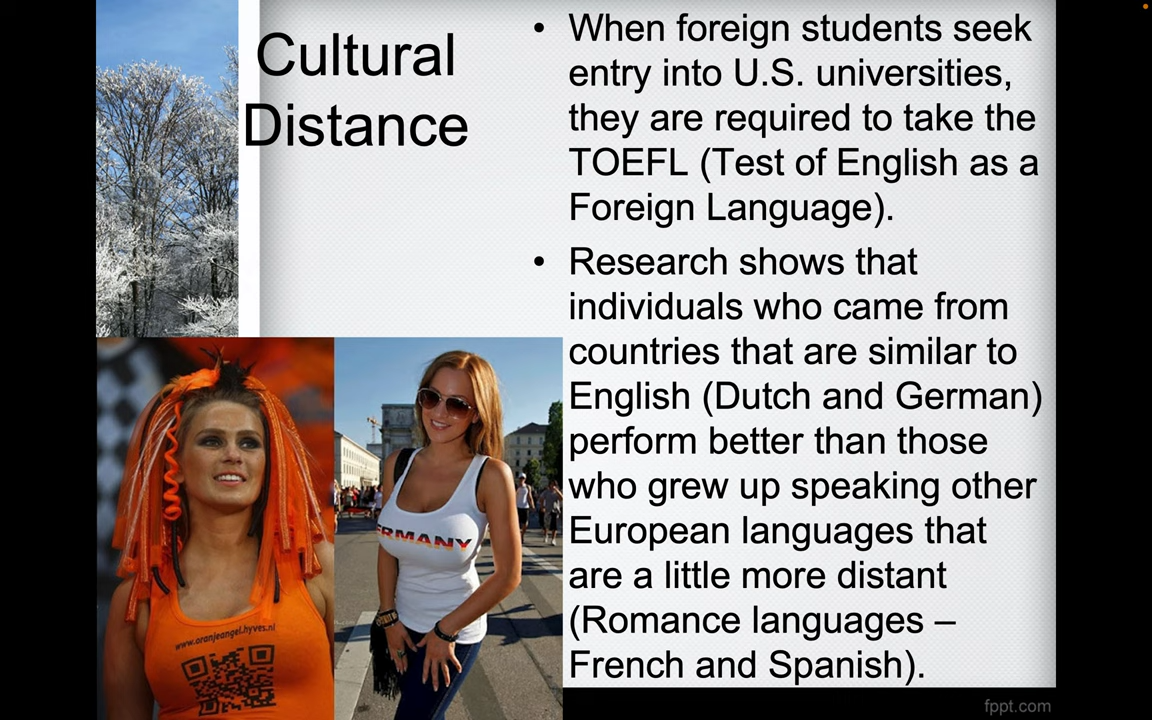 Cultural
Distance
• When foreign students seek
entry into U.S. universities,
they are required to take the
TOEFL (Test of English as a
Foreign Language).
• Research shows that
individuals who came from
countries that are similar to
English (Dutch and German)
perform better than those
who grew up speaking other
European languages that
are a little more distant
(Romance languages –
French and Spanish).
www.oranjeangel.hyves.nl
ERMANY
fppt.com